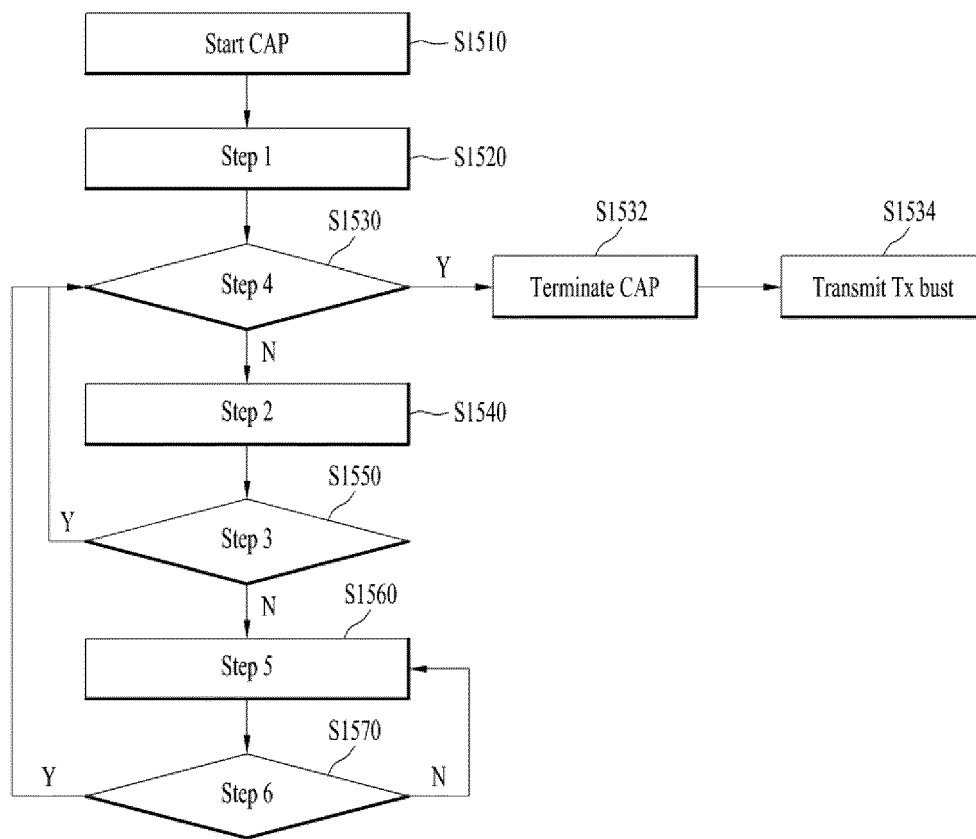 Start CAP
S1510
Step 1
S1520
S1530
Step 4
Y
S1532
Terminate CAP
S1534
Transmit Tx bust
N
Step 2
S1540
S1550
Y
Step 3
N
S1560
Step 5
S1570
Y
Step 6
N